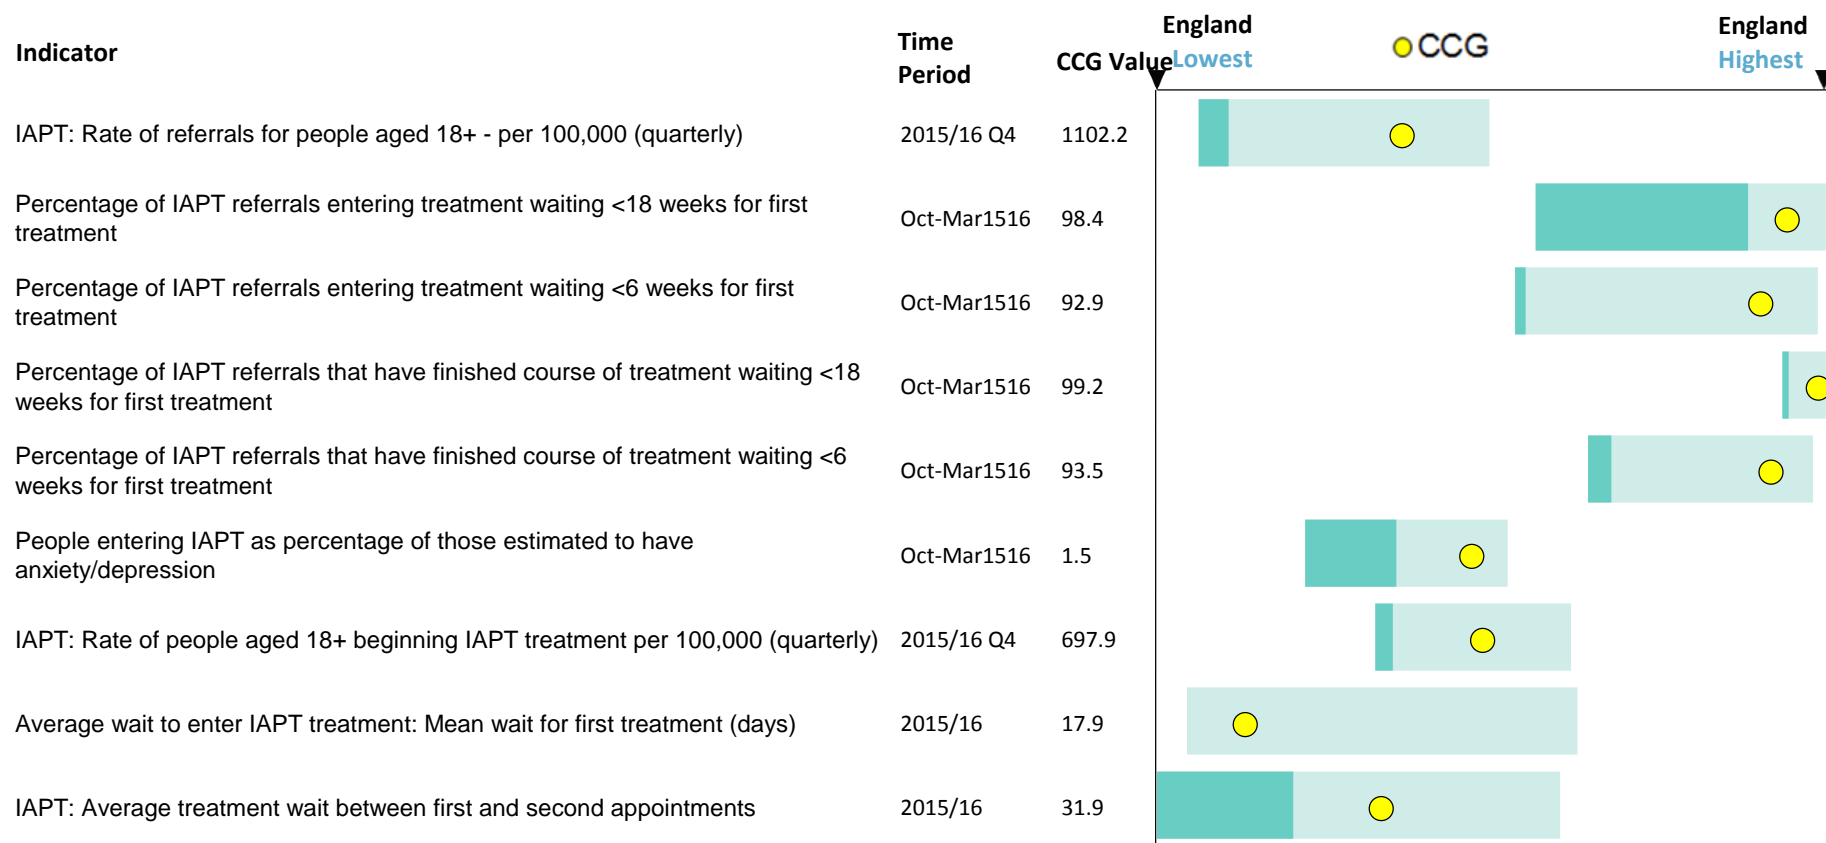 Indicator
Time
Period
CCG Value
England
Lowest
CCG
England
Highest
IAPT: Rate of referrals for people aged 18+ - per 100,000 (quarterly) 2015/16 Q4 1102.2
Percentage of IAPT referrals entering treatment waiting <18 weeks for first
treatment
Oct-Mar1516 98.4
Percentage of IAPT referrals entering treatment waiting <6 weeks for first
treatment
Oct-Mar1516 92.9
Percentage of IAPT referrals that have finished course of treatment waiting <18
weeks for first treatment
Oct-Mar1516 99.2
Percentage of IAPT referrals that have finished course of treatment waiting <6
weeks for first treatment
Oct-Mar1516 93.5
People entering IAPT as percentage of those estimated to have
anxiety/depression
Oct-Mar1516 1.5
IAPT: Rate of people aged 18+ beginning IAPT treatment per 100,000 (quarterly) 2015/16 Q4 697.9
Average wait to enter IAPT treatment: Mean wait for first treatment (days) 2015/16 17.9
IAPT: Average treatment wait between first and second appointments 2015/16 31.9